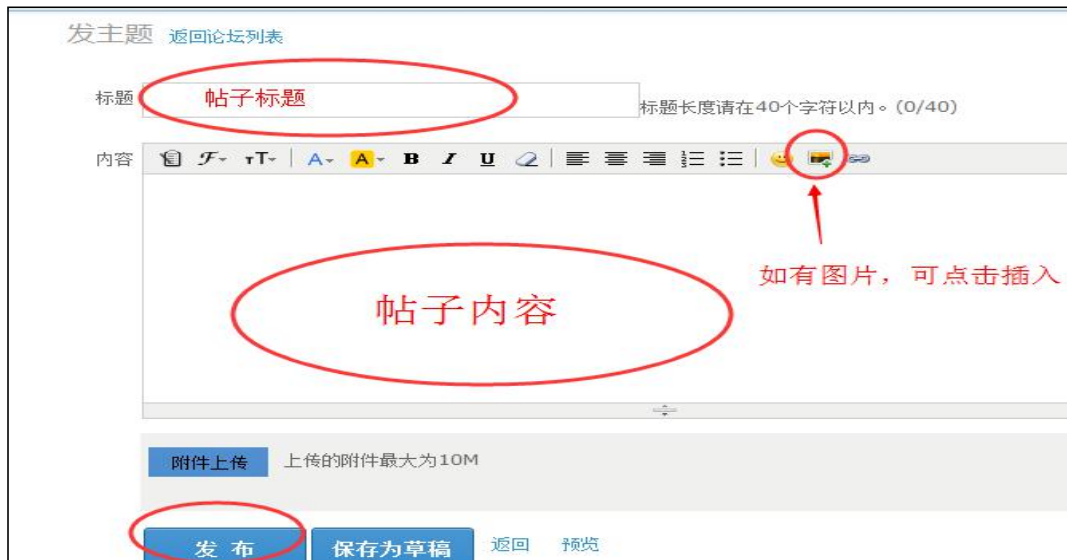 发主题 返回论坛列表
标题 帖子标题 标题长度请在40个字符以内。(0/40)
内容 F TT A A B I U
如有图片，可点击插入
帖子内容
附件上传 上传的附件最大为10M
发布 保存为草稿 返回 预览